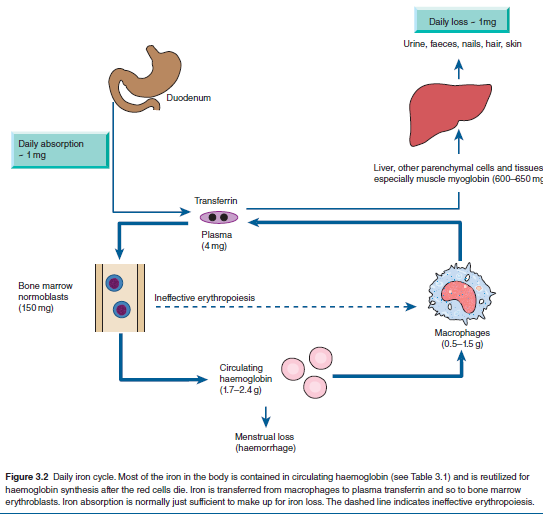 Daily loss ~ 1mg
Urine, faeces, nails, hair, skin
Duodenum
Daily absorption
~ 1 mg
Liver, other parenchymal cells and tissues
especially muscle myoglobin (600–650 mg
Transferrin
Plasma
(4 mg)
Bone marrow
normoblasts
(150 mg)
Ineffective erythropoiesis
Macrophages
(0.5–1.5 g)
Circulating
haemoglobin
(1.7–2.4 g)
Menstrual loss
(haemorrhage)
Figure 3.2 Daily iron cycle. Most of the iron in the body is contained in circulating haemoglobin (see Table 3.1) and is reutilized for
haemoglobin synthesis after the red cells die. Iron is transferred from macrophages to plasma transferrin and so to bone marrow
erythroblasts. Iron absorption is normally just sufficient to make up for iron loss. The dashed line indicates ineffective erythropoiesis.